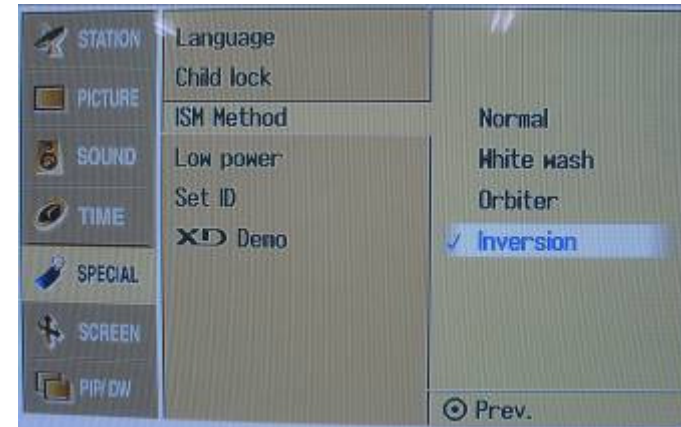 STATION
PICTURE
SOUND
TIME
SPECIAL
SCREEN
PIP/DW
Language
Child lock
ISM Method
Low power
Set ID
XD Demo
Normal
White wash
Orbiter
✓ Inversion
Prev.